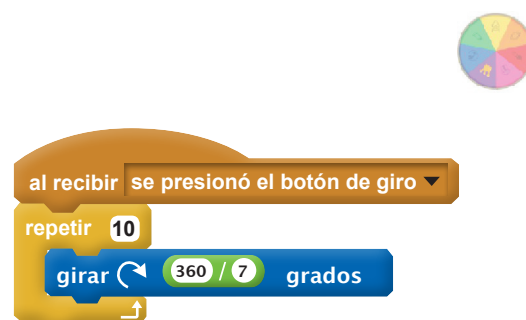 al recibir se presionó el botón de giro
repetir 10
girar 360 / 7 grados